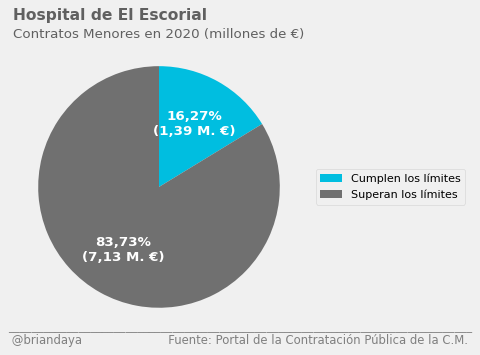 Hospital de El Escorial
Contratos Menores en 2020 (millones de €)
16,27%
(1,39 M. €)
83,73%
(7,13 M. €)
Cumplen los límites
Superan los límites
@briandaya
Fuente: Portal de la Contratación Pública de la C.M.